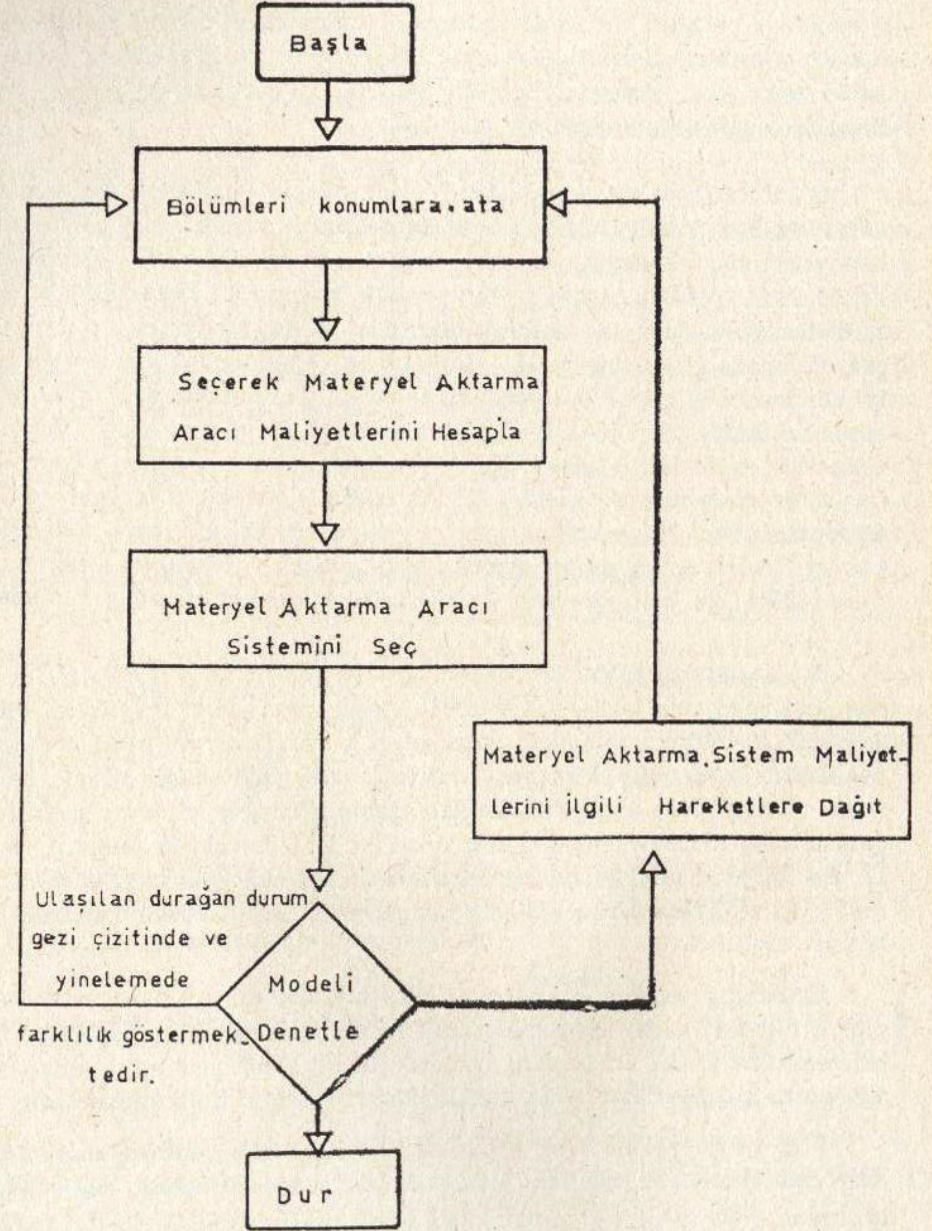 Başla
Bölümleri konumlara.ata
Seçerek Materyel Aktarma
Aracı Maliyetlerini Hesapla
Materyel Aktarma Aracı
Sistemini Seç
Materyel Aktarma Sistem Maliyet-
lerini İlgili Hareketlere Dağıt
Ulaşılan durağan durum
gezi çizitinde ve
yinelemede
farklılık göstermek-
tedir.
Modeli
Denetle
Dur